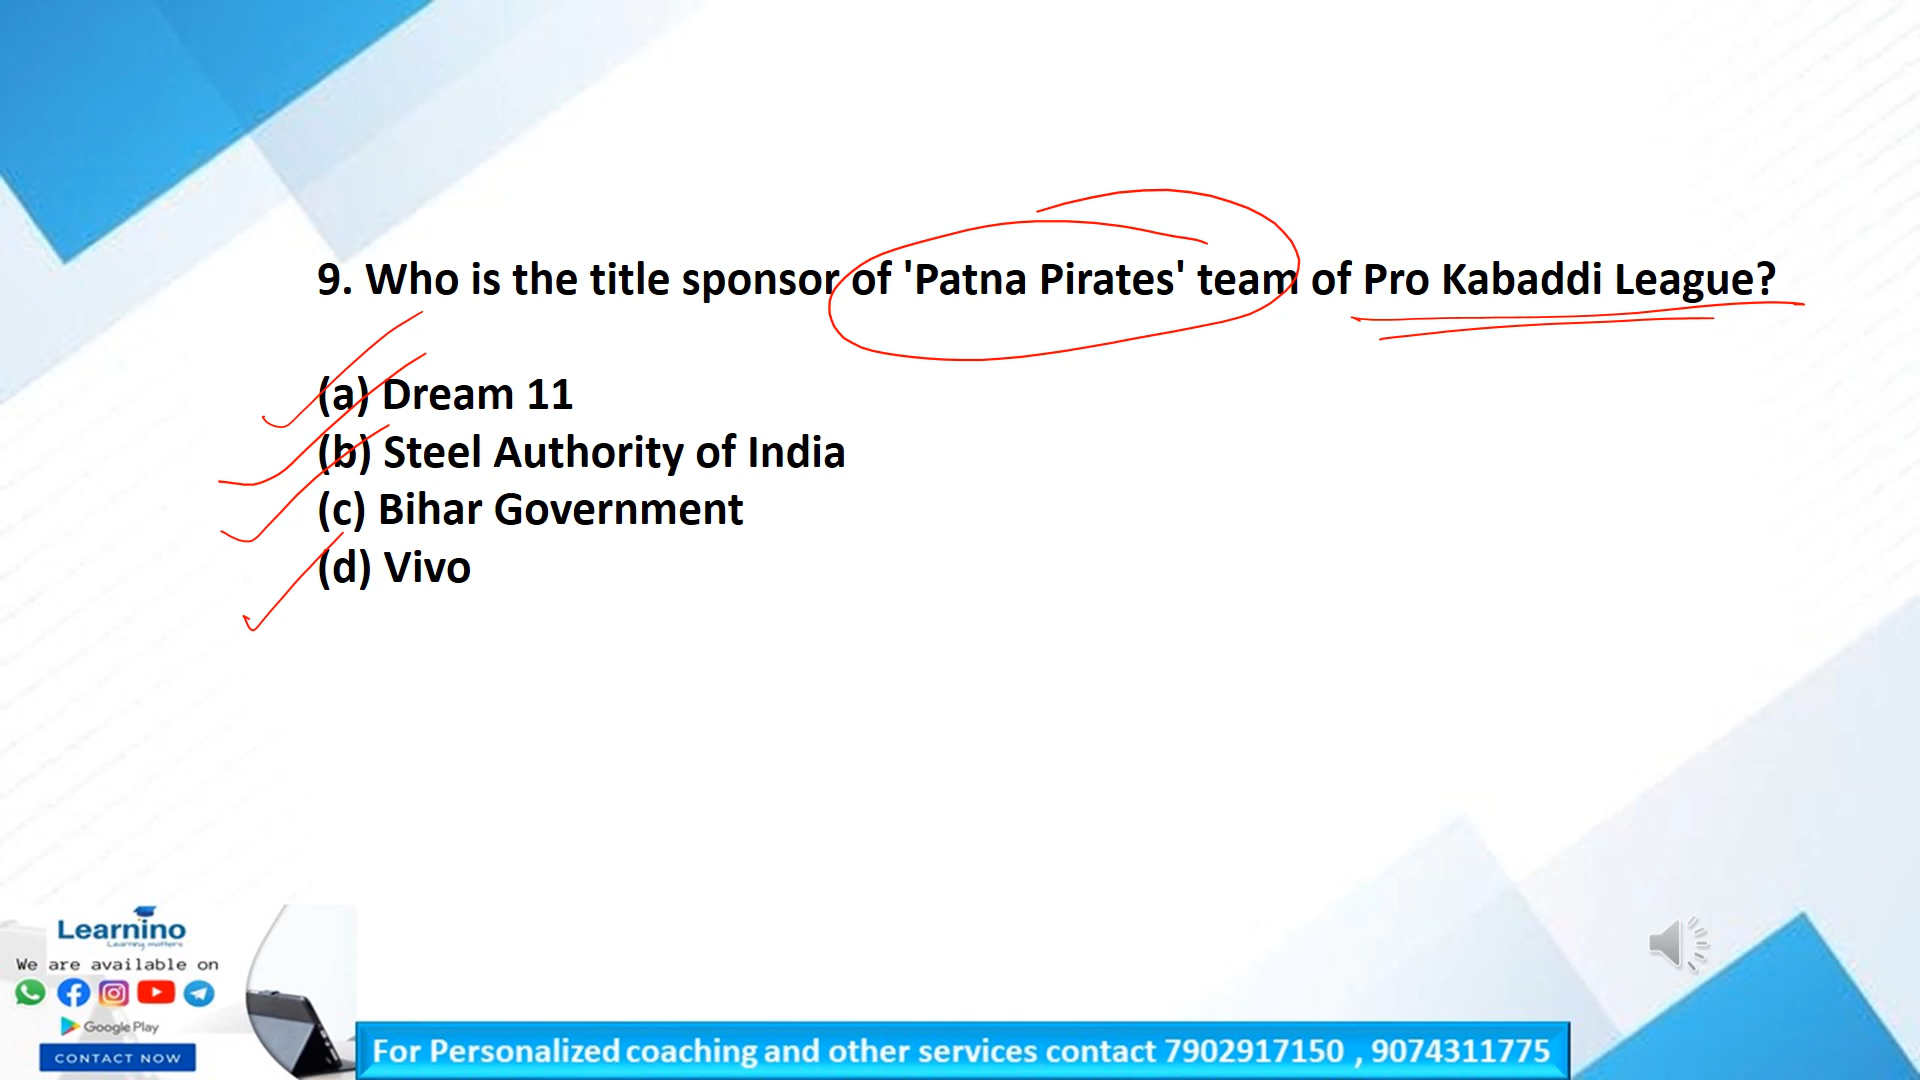 9. Who is the title sponsor of 'Patna Pirates' team of Pro Kabaddi League?
(a) Dream 11
(b) Steel Authority of India
(c) Bihar Government
(d) Vivo
Learnino
Learning matters
We are available on
Google Play
CONTACT NOW
For Personalized coaching and other services contact 7902917150 , 9074311775